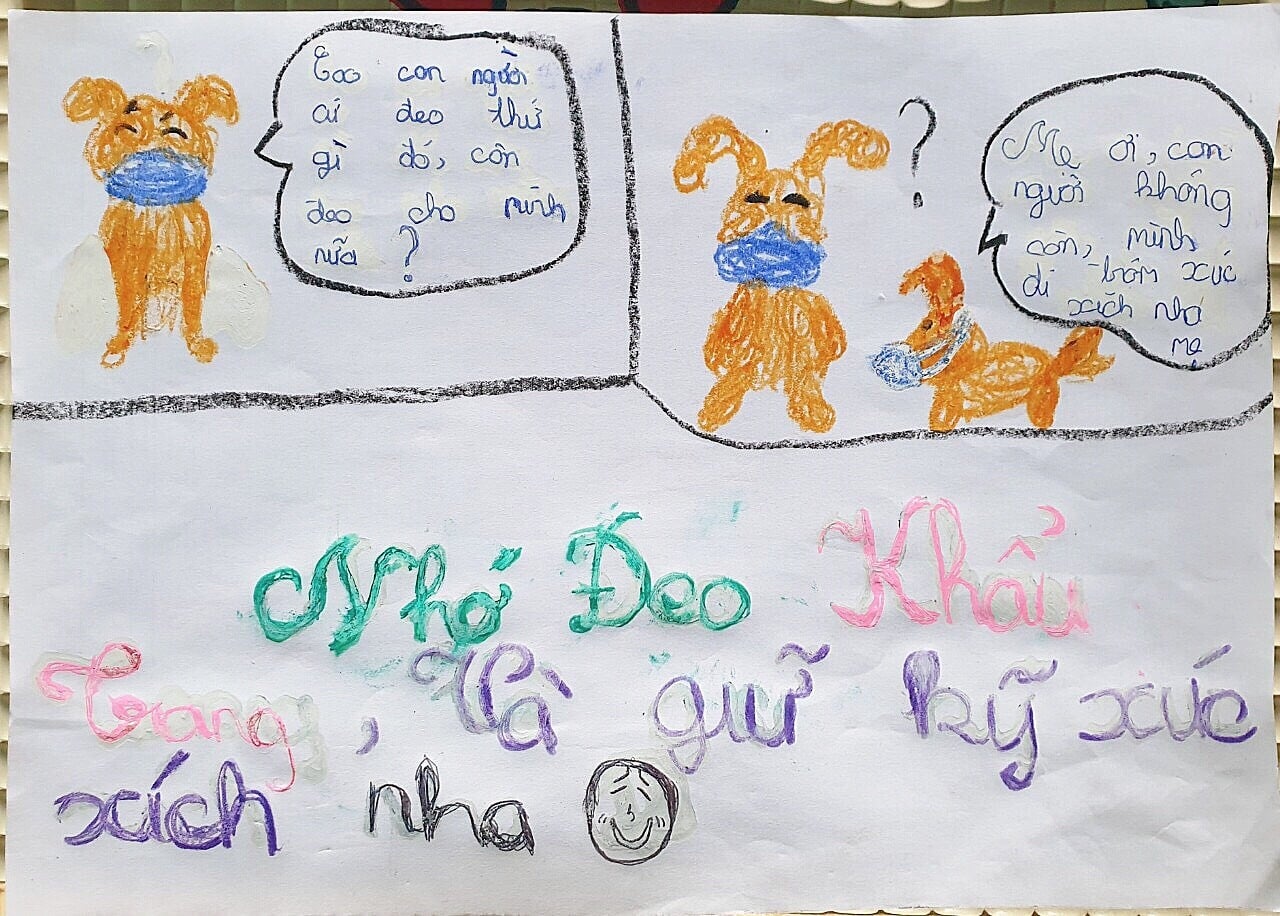 Sao con người
ai đeo thứ
gì đó, còn
đeo cho mình
nữa ?
?
Mẹ ơi, con
người không
còn, mình
đi trộm xúc
xích nha
mẹ
Nhớ Đeo Khẩu
Trang, Và giữ kỹ xúc
xích nha